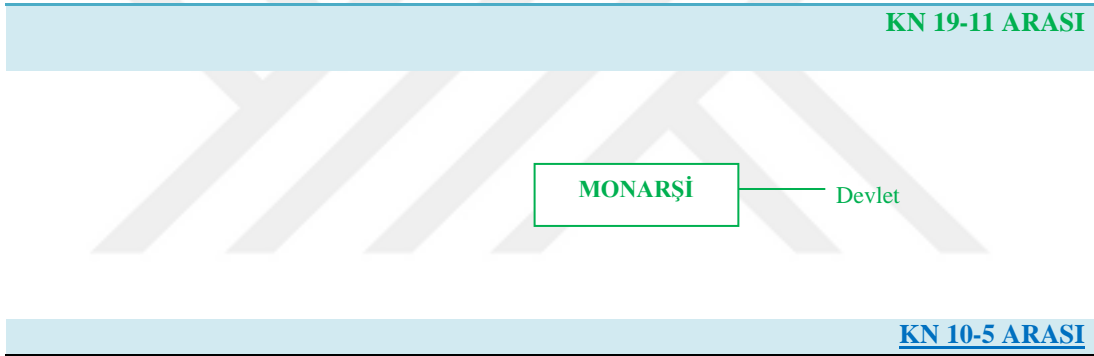 KN 19-11 ARASI
MONARŞİ
Devlet
KN 10-5 ARASI